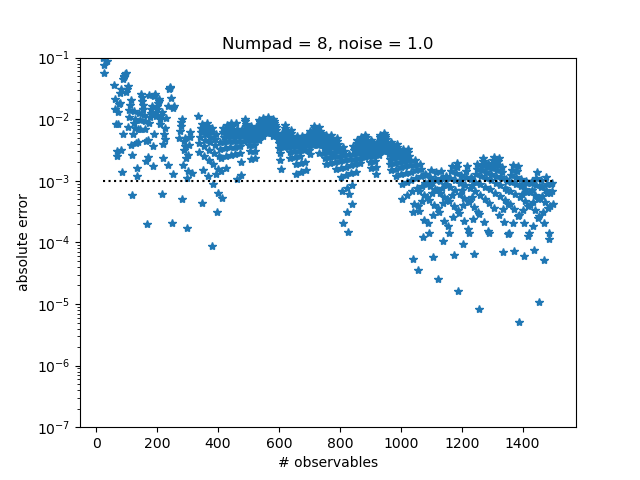 Numpad = 8, noise = 1.0
10⁻¹
10⁻²
10⁻³
10⁻⁴
10⁻⁵
10⁻⁶
10⁻⁷
absolute error
0 200 400 600 800 1000 1200 1400
# observables